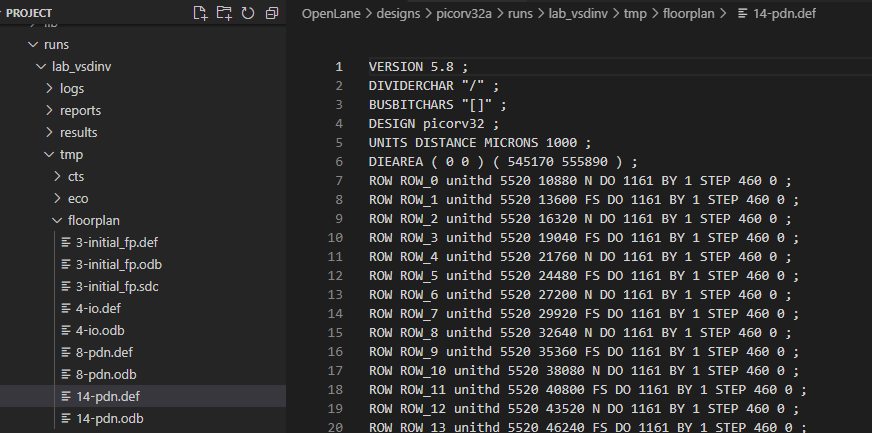 PROJECT
lib
runs
lab_vsdinv
logs
reports
results
tmp
cts
eco
floorplan
3-initial_fp.def
3-initial_fp.odb
3-initial_fp.sdc
4-io.def
4-io.odb
8-pdn.def
8-pdn.odb
14-pdn.def
14-pdn.odb
OpenLane > designs > picorv32a > runs > lab_vsdinv > tmp > floorplan > 14-pdn.def
1 VERSION 5.8 ;
2 DIVIDERCHAR "/" ;
3 BUSBITCHARS "[]" ;
4 DESIGN picorv32 ;
5 UNITS DISTANCE MICRONS 1000 ;
6 DIEAREA ( 0 0 ) ( 545170 555890 ) ;
7 ROW ROW_0 unithd 5520 10880 N DO 1161 BY 1 STEP 460 0 ;
8 ROW ROW_1 unithd 5520 13600 FS DO 1161 BY 1 STEP 460 0 ;
9 ROW ROW_2 unithd 5520 16320 N DO 1161 BY 1 STEP 460 0 ;
10 ROW ROW_3 unithd 5520 19040 FS DO 1161 BY 1 STEP 460 0 ;
11 ROW ROW_4 unithd 5520 21760 N DO 1161 BY 1 STEP 460 0 ;
12 ROW ROW_5 unithd 5520 24480 FS DO 1161 BY 1 STEP 460 0 ;
13 ROW ROW_6 unithd 5520 27200 N DO 1161 BY 1 STEP 460 0 ;
14 ROW ROW_7 unithd 5520 29920 FS DO 1161 BY 1 STEP 460 0 ;
15 ROW ROW_8 unithd 5520 32640 N DO 1161 BY 1 STEP 460 0 ;
16 ROW ROW_9 unithd 5520 35360 FS DO 1161 BY 1 STEP 460 0 ;
17 ROW ROW_10 unithd 5520 38080 N DO 1161 BY 1 STEP 460 0 ;
18 ROW ROW_11 unithd 5520 40800 FS DO 1161 BY 1 STEP 460 0 ;
19 ROW ROW_12 unithd 5520 43520 N DO 1161 BY 1 STEP 460 0 ;
20 ROW ROW_13 unithd 5520 46240 FS DO 1161 BY 1 STEP 460 0 ;